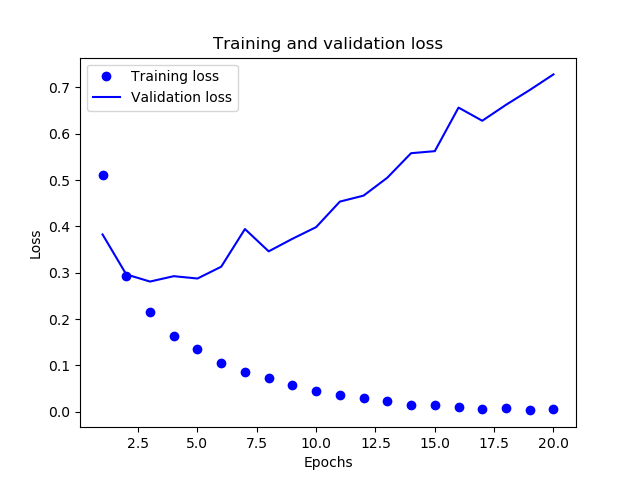 Training and validation loss
Training loss
Validation loss
0.7
0.6
0.5
0.4
0.3
0.2
0.1
0.0
Loss
2.5 5.0 7.5 10.0 12.5 15.0 17.5 20.0
Epochs